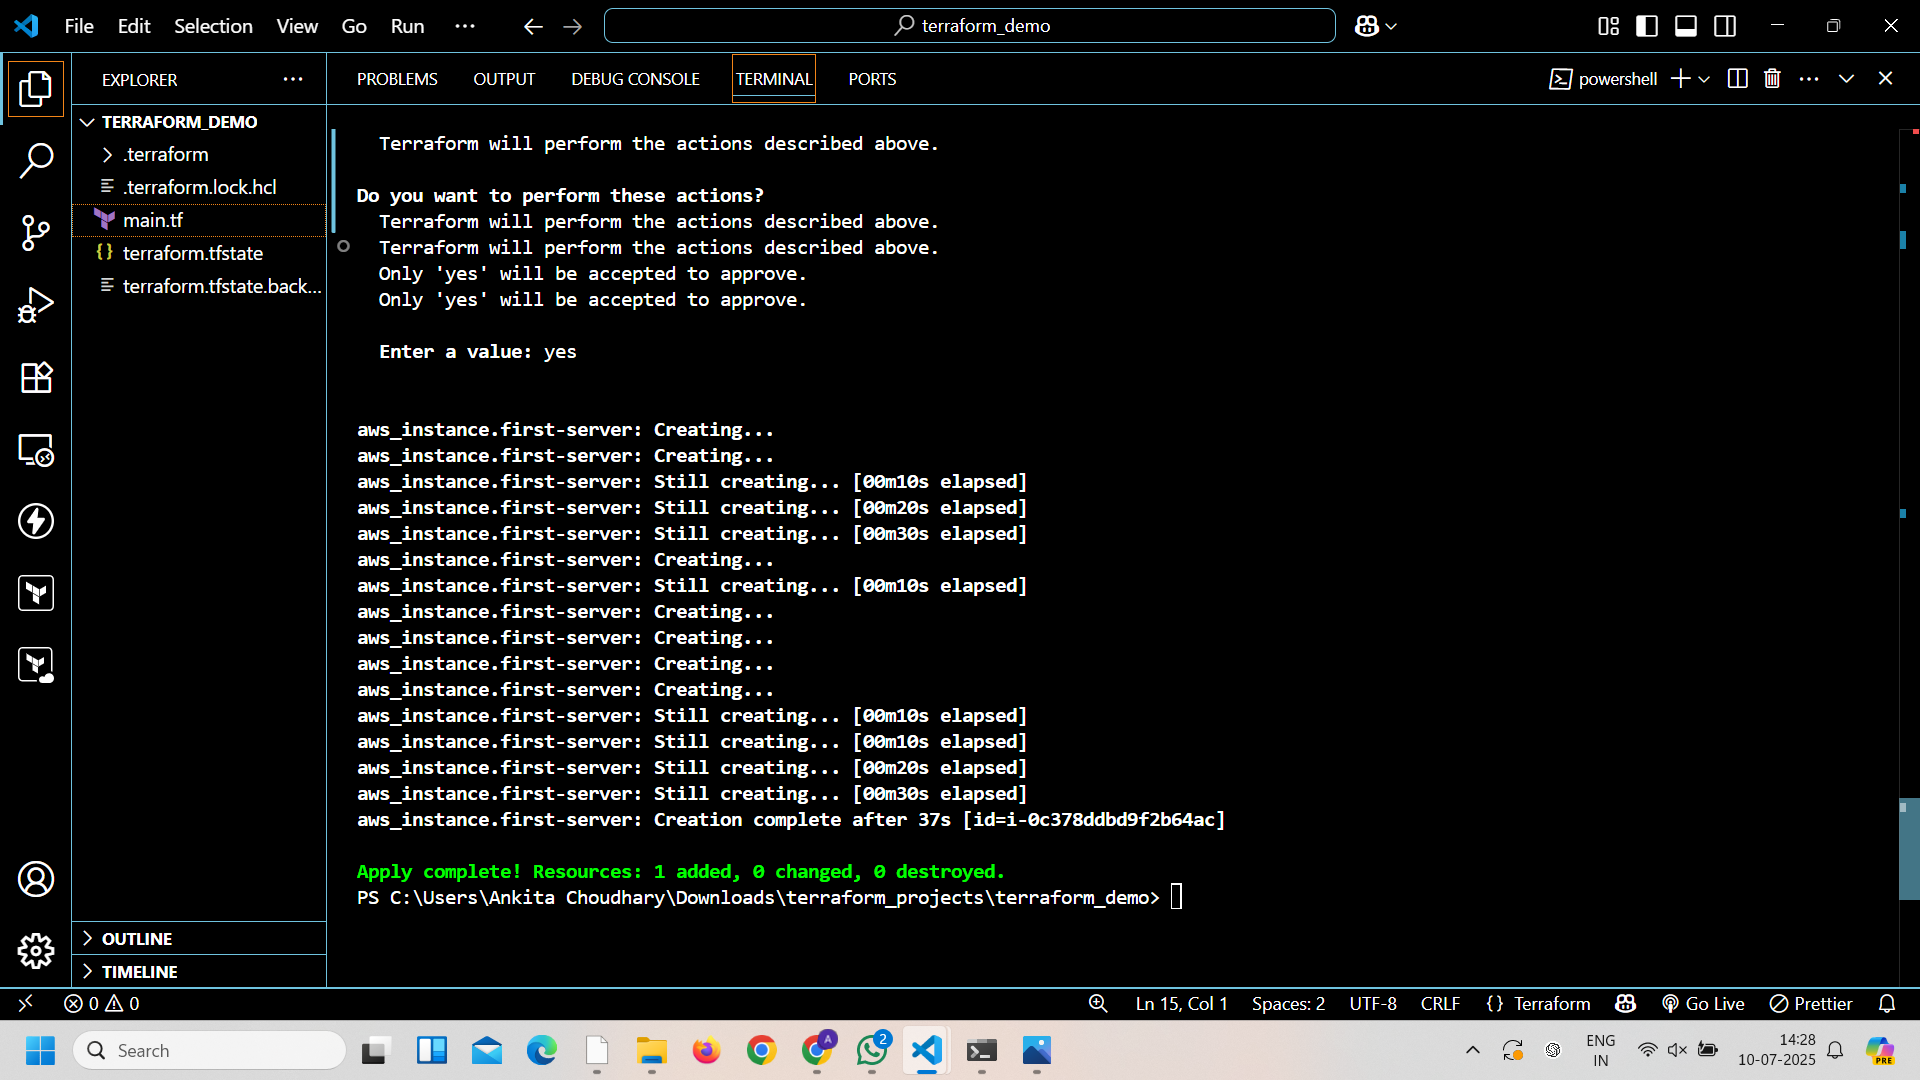 File Edit Selection View Go Run ··· terraform_demo
EXPLORER ···
PROBLEMS OUTPUT DEBUG CONSOLE TERMINAL PORTS powershell
TERRAFORM_DEMO
.terraform
.terraform.lock.hcl
main.tf
terraform.tfstate
terraform.tfstate.back...
Terraform will perform the actions described above.
Do you want to perform these actions?
Terraform will perform the actions described above.
Terraform will perform the actions described above.
Only 'yes' will be accepted to approve.
Only 'yes' will be accepted to approve.
Enter a value: yes
aws_instance.first-server: Creating...
aws_instance.first-server: Creating...
aws_instance.first-server: Still creating... [00m10s elapsed]
aws_instance.first-server: Still creating... [00m20s elapsed]
aws_instance.first-server: Still creating... [00m30s elapsed]
aws_instance.first-server: Creating...
aws_instance.first-server: Still creating... [00m10s elapsed]
aws_instance.first-server: Creating...
aws_instance.first-server: Creating...
aws_instance.first-server: Creating...
aws_instance.first-server: Creating...
aws_instance.first-server: Still creating... [00m10s elapsed]
aws_instance.first-server: Still creating... [00m10s elapsed]
aws_instance.first-server: Still creating... [00m20s elapsed]
aws_instance.first-server: Still creating... [00m30s elapsed]
aws_instance.first-server: Creation complete after 37s [id=i-0c378ddbd9f2b64ac]
Apply complete! Resources: 1 added, 0 changed, 0 destroyed.
PS C:\Users\Ankita Choudhary\Downloads\terraform_projects\terraform_demo>
OUTLINE
TIMELINE
0 0 Ln 15, Col 1 Spaces: 2 UTF-8 CRLF {} Terraform Go Live Prettier
Search A 2 ENG IN 14:28 10-07-2025 PRE